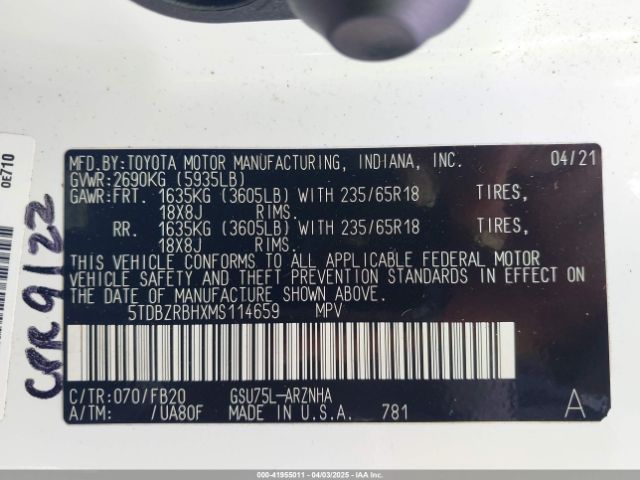 MFD.BY:TOYOTA MOTOR MANUFACTURING, INDIANA, INC. 04/21
GVWR:2690KG (5935LB)
GAWR:FRT. 1635KG (3605LB) WITH 235/65R18 TIRES,
18X8J RIMS.
RR. 1635KG (3605LB) WITH 235/65R18 TIRES,
18X8J RIMS.
THIS VEHICLE CONFORMS TO ALL APPLICABLE FEDERAL MOTOR
VEHICLE SAFETY AND THEFT PREVENTION STANDARDS IN EFFECT ON
THE DATE OF MANUFACTURE SHOWN ABOVE.
5TDBZRBHXMS114659 MPV
C/TR:070/FB20 GSU75L-ARZNHA
A/TM: /UA80F MADE IN U.S.A. 781 A
0E710
000-41955011 | 04/03/2025 - Copart, Inc. IAA, Inc.